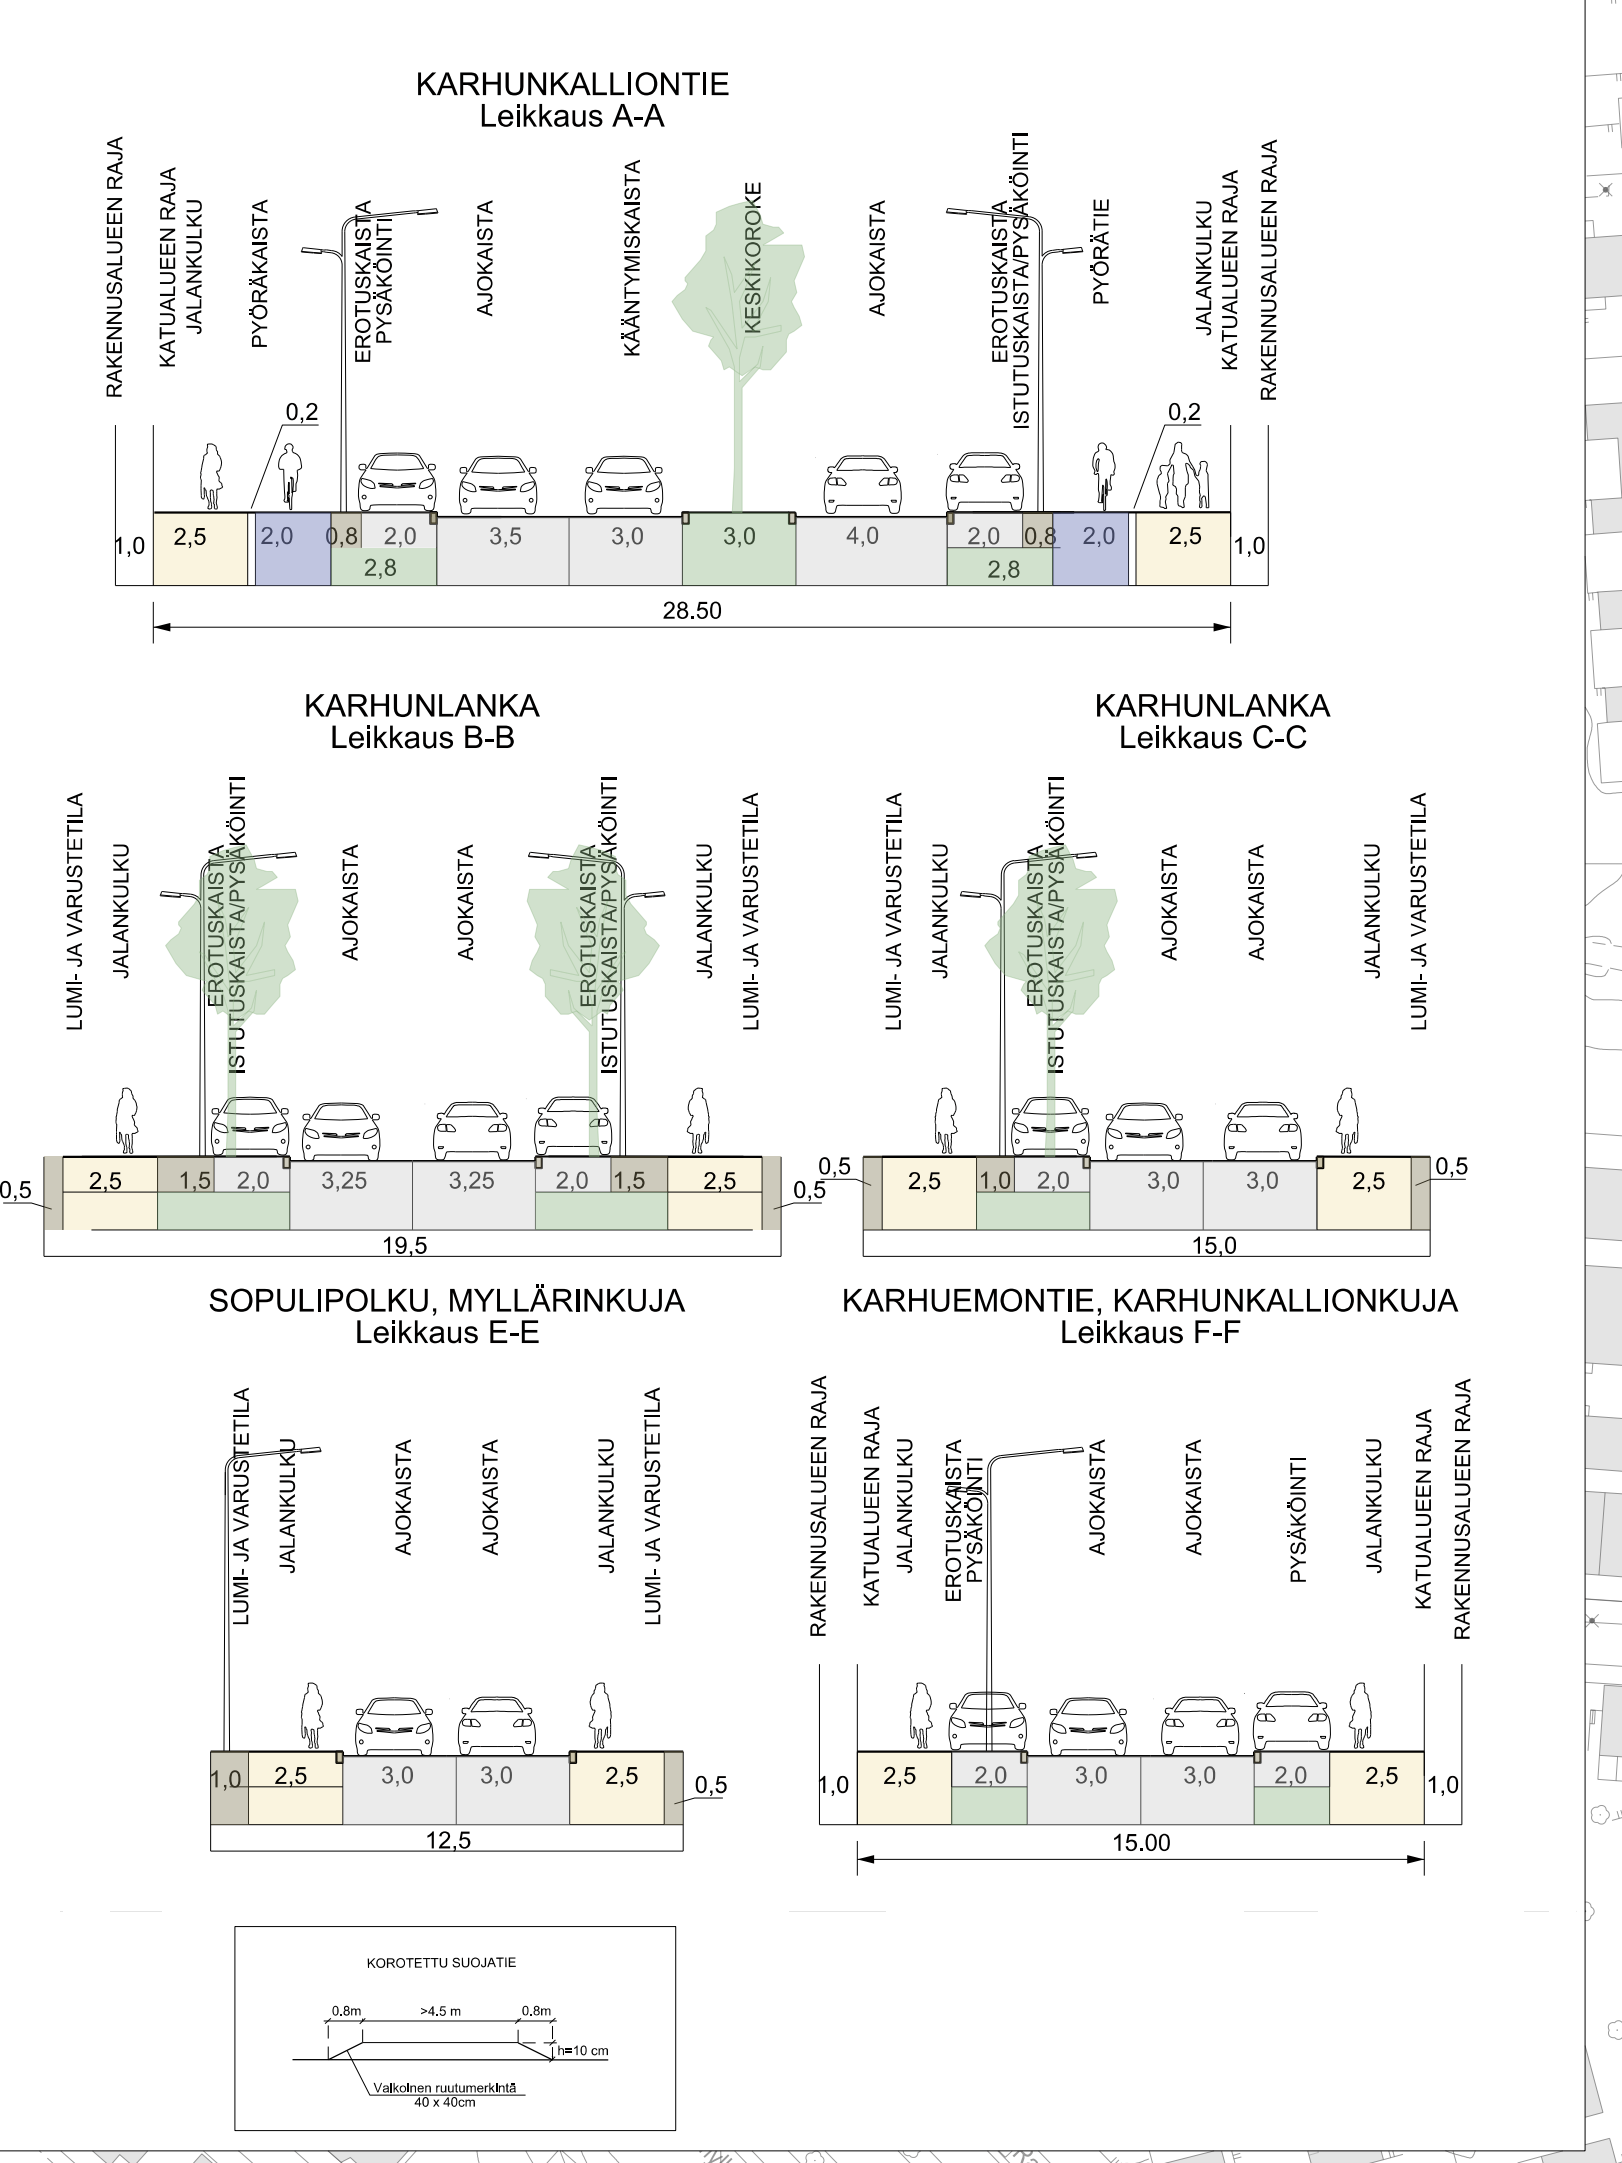 KARHUNKALLIONTIE
Leikkaus A-A
RAKENNUSALUEEN RAJA
KATUALUEEN RAJA
JALANKULKU
PYÖRÄKAISTA
EROTUSKAISTA
PYSÄKÖINTI
AJOKAISTA
KÄÄNTYMISKAISTA
KESKIKOROKE
AJOKAISTA
EROTUSKAISTA
ISTUTUSKAISTA/PYSÄKÖINTI
PYÖRÄTIE
JALANKULKU
KATUALUEEN RAJA
RAKENNUSALUEEN RAJA
0,2
0,2
1,0
2,5
2,0
0,8
2,0
3,5
3,0
3,0
4,0
2,0
0,8
2,0
2,5
1,0
2,8
2,8
28.50
KARHUNLANKA
Leikkaus B-B
LUMI- JA VARUSTETILA
JALANKULKU
EROTUSKAISTA
ISTUTUSKAISTA/PYSÄKÖINTI
AJOKAISTA
AJOKAISTA
EROTUSKAISTA
ISTUTUSKAISTA/PYSÄKÖINTI
JALANKULKU
LUMI- JA VARUSTETILA
0,5
2,5
1,5
2,0
3,25
3,25
2,0
1,5
2,5
0,5
19,5
KARHUNLANKA
Leikkaus C-C
LUMI- JA VARUSTETILA
JALANKULKU
EROTUSKAISTA
ISTUTUSKAISTA/PYSÄKÖINTI
AJOKAISTA
AJOKAISTA
JALANKULKU
LUMI- JA VARUSTETILA
0,5
2,5
1,0
2,0
3,0
3,0
2,5
0,5
15,0
SOPULIPOLKU, MYLLÄRINKUJA
Leikkaus E-E
LUMI- JA VARUSTETILA
JALANKULKU
AJOKAISTA
AJOKAISTA
JALANKULKU
LUMI- JA VARUSTETILA
1,0
2,5
3,0
3,0
2,5
0,5
12,5
KARHUEMONTIE, KARHUNKALLIONKUJA
Leikkaus F-F
RAKENNUSALUEEN RAJA
KATUALUEEN RAJA
JALANKULKU
EROTUSKAISTA
PYSÄKÖINTI
AJOKAISTA
AJOKAISTA
PYSÄKÖINTI
JALANKULKU
KATUALUEEN RAJA
RAKENNUSALUEEN RAJA
1,0
2,5
2,0
3,0
3,0
2,0
2,5
1,0
15.00
KOROTETTU SUOJATIE
0.8m
>4.5 m
0.8m
h=10 cm
Valkoinen ruutumerkintä
40 x 40cm